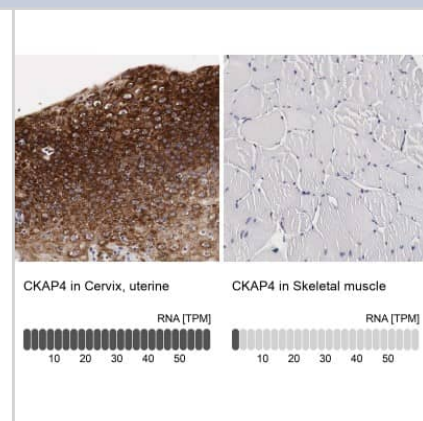 CKAP4 in Cervix, uterine
RNA [TPM]
10 20 30 40 50
CKAP4 in Skeletal muscle
RNA [TPM]
10 20 30 40 50